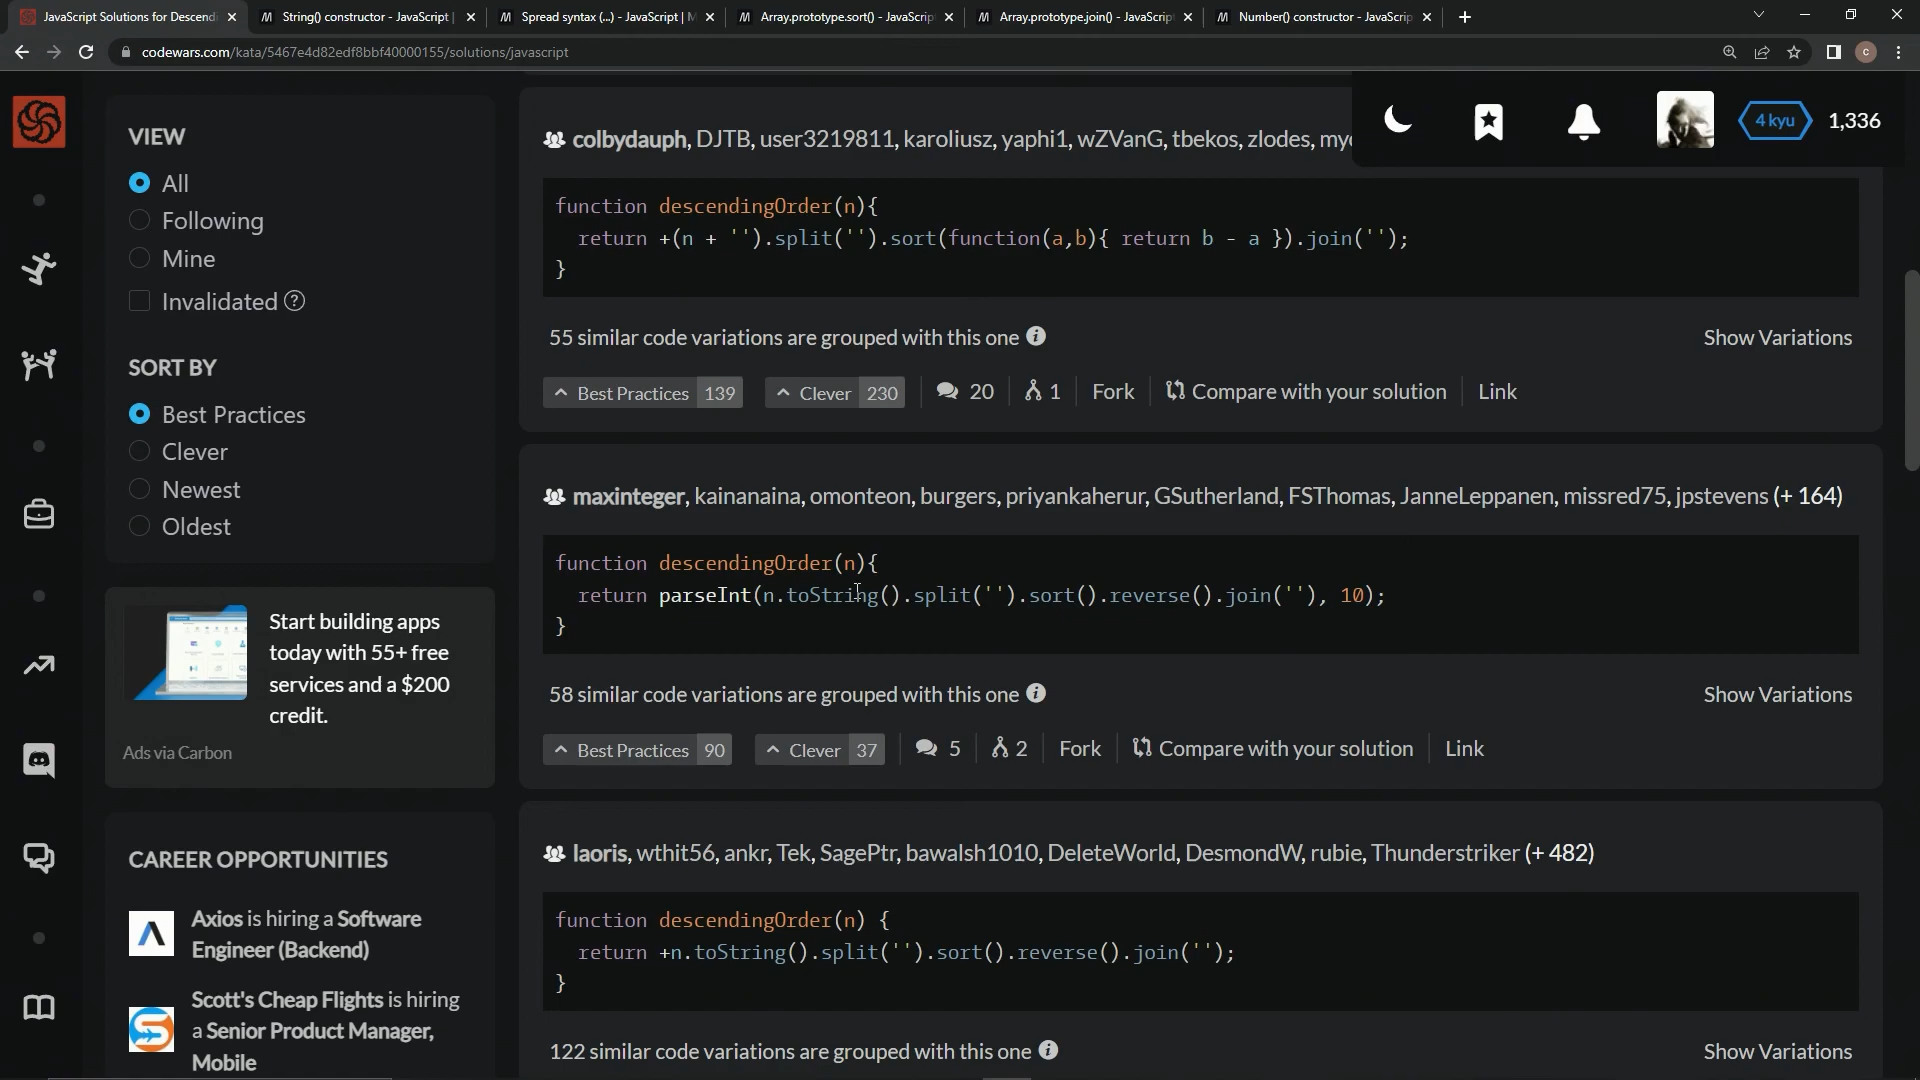 JavaScript Solutions for Descendi
String() constructor - JavaScript |
Spread syntax (...) - JavaScript | M
Array.prototype.sort() - JavaScrip
Array.prototype.join() - JavaScrip
Number() constructor - JavaScrip
codewars.com/kata/5467e4d82edf8bbf40000155/solutions/javascript
C
4 kyu
1,336
VIEW
All
Following
Mine
Invalidated ?
SORT BY
Best Practices
Clever
Newest
Oldest
Start building apps
today with 55+ free
services and a $200
credit.
Ads via Carbon
CAREER OPPORTUNITIES
Axios is hiring a Software
Engineer (Backend)
Scott's Cheap Flights is hiring
a Senior Product Manager,
Mobile
colbydauph, DJTB, user3219811, karoliusz, yaphi1, wZVanG, tbekos, zlodes,
function descendingOrder(n){
return +(n + '').split('').sort(function(a,b){ return b - a }).join('');
}
55 similar code variations are grouped with this one
Show Variations
Best Practices 139 Clever 230 20 1 Fork Compare with your solution Link
maxinteger, kainanaina, omonteon, burgers, priyankaherur, GSutherland, FSThomas, JanneLeppanen, missred75, jpstevens (+ 164)
function descendingOrder(n){
return parseInt(n.toString().split('').sort().reverse().join(''), 10);
}
58 similar code variations are grouped with this one
Show Variations
Best Practices 90 Clever 37 5 2 Fork Compare with your solution Link
laoris, wthit56, ankr, Tek, SagePtr, bawalsh1010, DeleteWorld, DesmondW, rubie, Thunderstriker (+ 482)
function descendingOrder(n) {
return +n.toString().split('').sort().reverse().join('');
}
122 similar code variations are grouped with this one
Show Variations